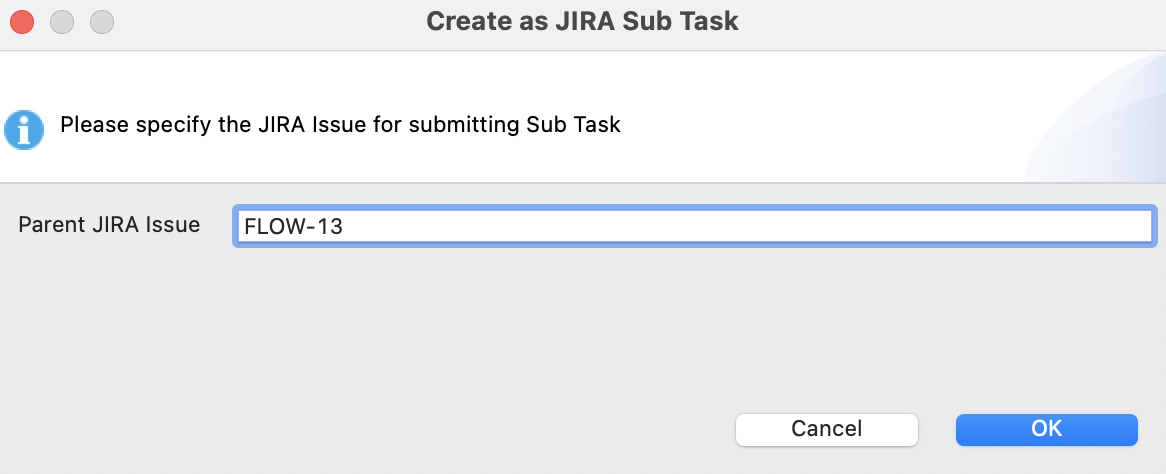 Create as JIRA Sub Task
Please specify the JIRA Issue for submitting Sub Task
Parent JIRA Issue FLOW-13
Cancel OK